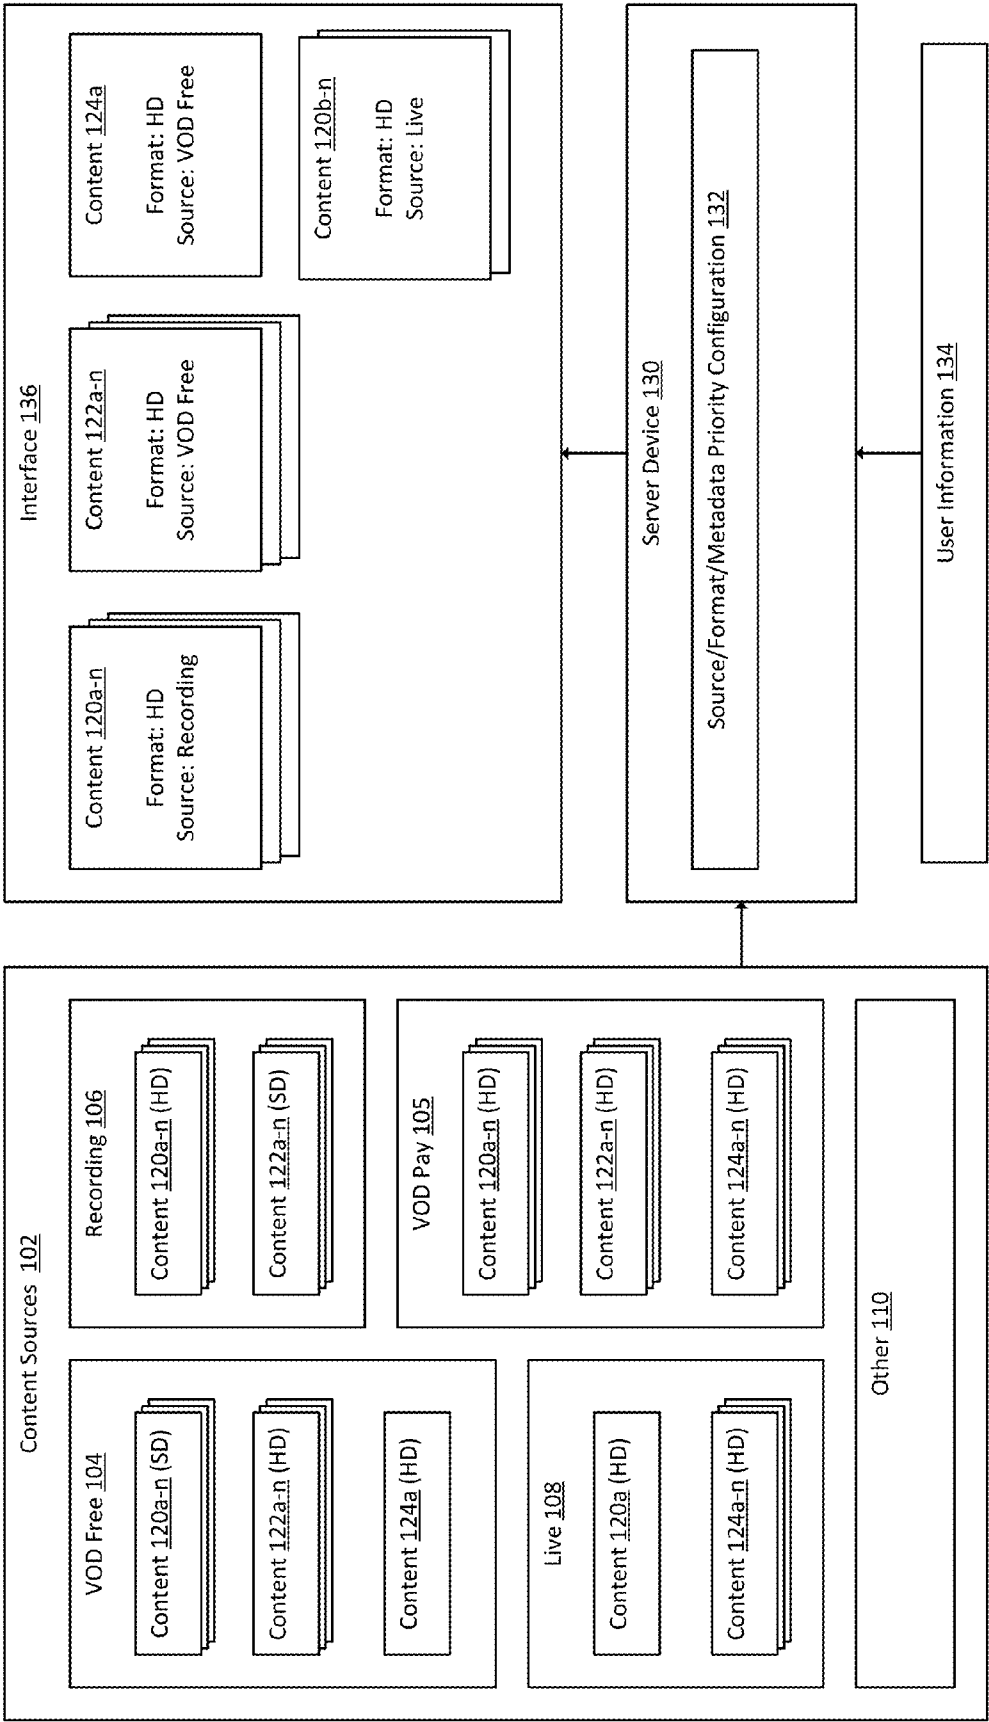 Content Sources 102
VOD Free 104
Content 120a-n (SD)
Content 122a-n (HD)
Content 124a (HD)
Recording 106
Content 120a-n (HD)
Content 122a-n (SD)
Live 108
Content 120a (HD)
Content 124a-n (HD)
VOD Pay 105
Content 120a-n (HD)
Content 122a-n (HD)
Content 124a-n (HD)
Other 110
Interface 136
Content 120a-n
Format: HD
Source: Recording
Content 122a-n
Format: HD
Source: VOD Free
Content 124a
Format: HD
Source: VOD Free
Content 120b-n
Format: HD
Source: Live
Server Device 130
Source/Format/Metadata Priority Configuration 132
User Information 134